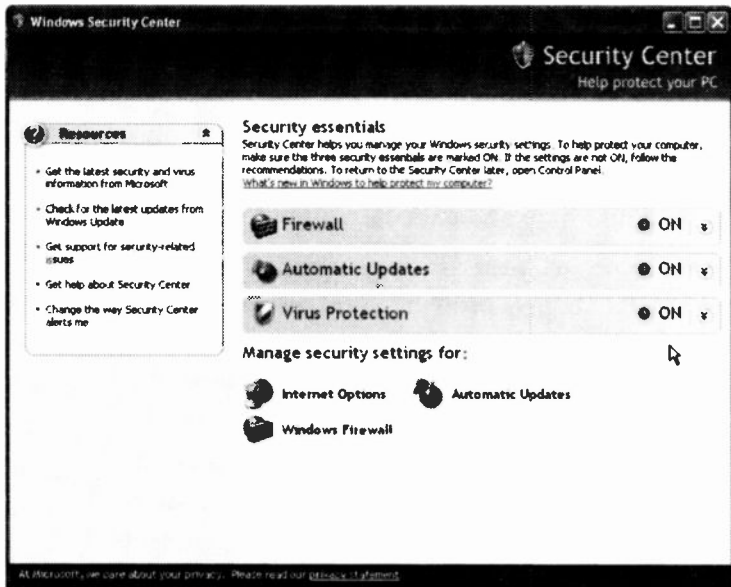 Windows Security Center
Security Center
Help protect your PC
Resources
Get the latest security and virus
information from Microsoft
Check for the latest updates from
Windows Update
Get support for security-related
issues
Get help about Security Center
Change the way Security Center
alerts me
Security essentials
Security Center helps you manage your Windows security settings. To help protect your computer,
make sure the three security essentials are marked ON. If the settings are not ON, follow the
recommendations. To return to the Security Center later, open Control Panel.
What's new in Windows to help protect my computer?
Firewall ON
Automatic Updates ON
Virus Protection ON
Manage security settings for:
Internet Options Automatic Updates
Windows Firewall
At Microsoft, we care about your privacy. Please read our privacy statement.